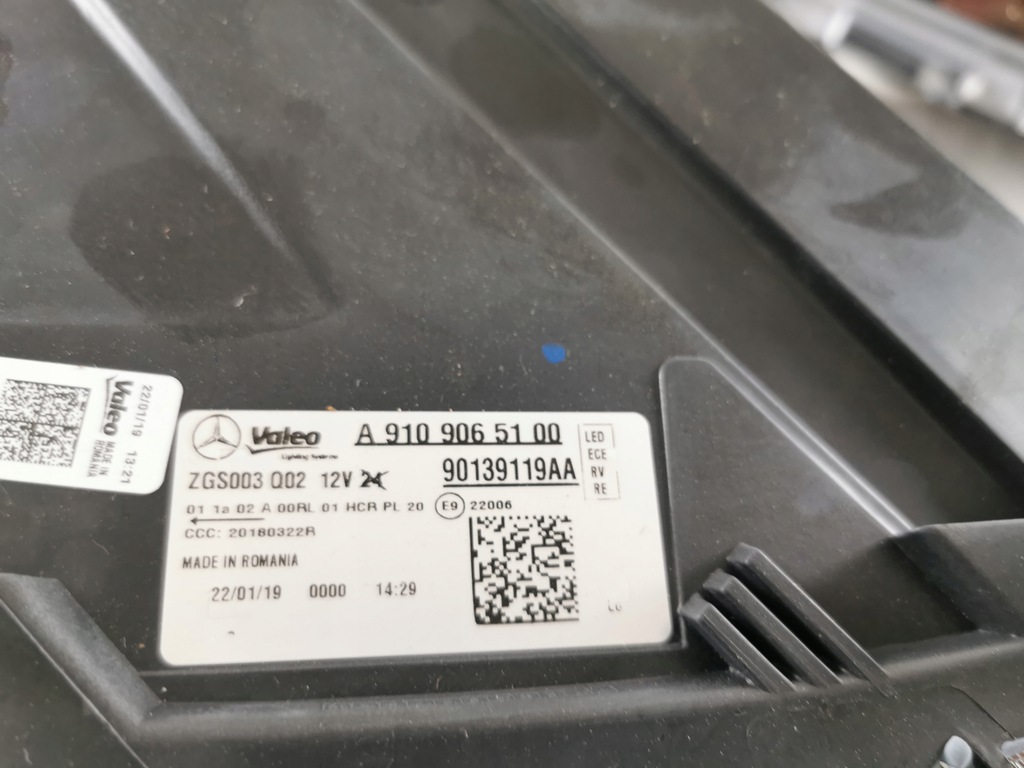 22/01/19 13:21
Valeo MADE IN ROMANIA
Valeo A 910 906 51 00
Lighting Systems
LED
ECE
RV
RE
ZGS003 Q02 12V 90139119AA
01 1a 02 A 00RL 01 HCR PL 20 E9 22006
CCC: 20180322R
MADE IN ROMANIA
22/01/19 0000 14:29